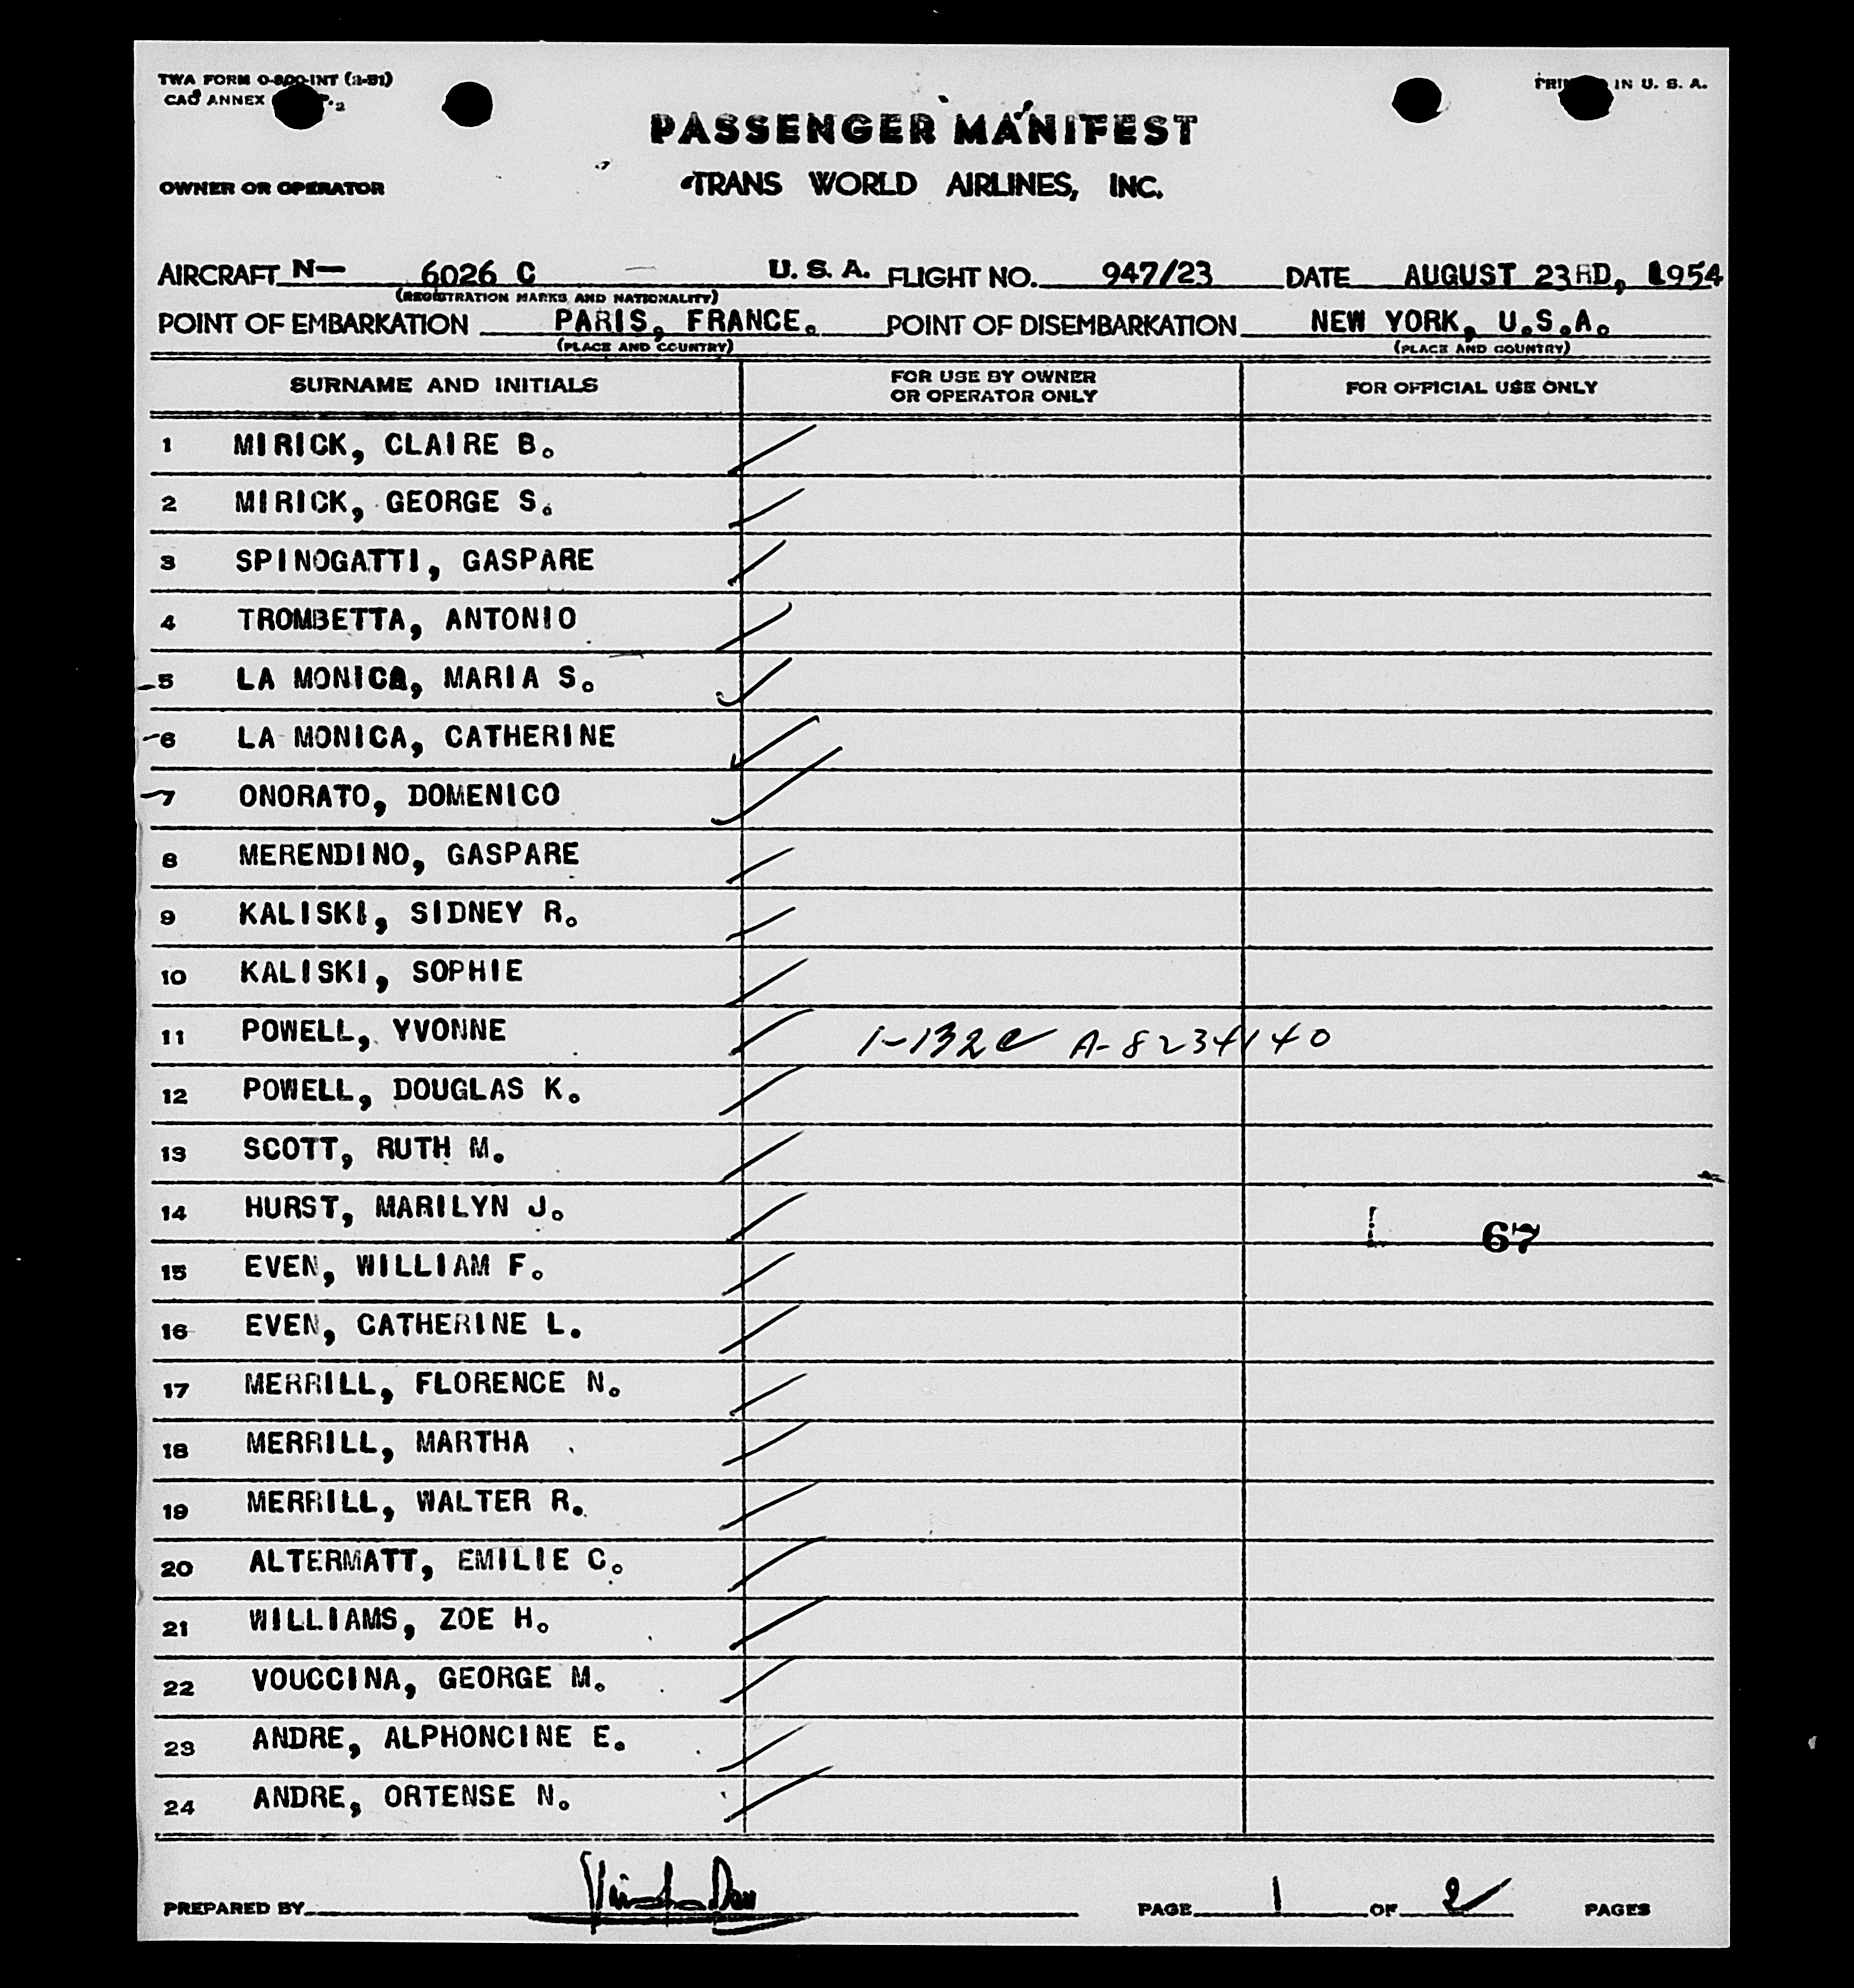 TWA FORM O-800-INT (2-51)
PRINTED IN U. S. A.
CAO ANNEX
PASSENGER MANIFEST
OWNER OR OPERATOR TRANS WORLD AIRLINES, INC.
AIRCRAFT N— 6026 C U. S. A. FLIGHT NO. 947/23 DATE AUGUST 23RD, 1954
(REGISTRATION MARKS AND NATIONALITY)
POINT OF EMBARKATION PARIS, FRANCE. POINT OF DISEMBARKATION NEW YORK, U.S.A.
(PLACE AND COUNTRY) (PLACE AND COUNTRY)
SURNAME AND INITIALS FOR USE BY OWNER OR OPERATOR ONLY FOR OFFICIAL USE ONLY
1 MIRICK, CLAIRE B.
2 MIRICK, GEORGE S.
3 SPINOGATTI, GASPARE
4 TROMBETTA, ANTONIO
5 LA MONICA, MARIA S.
6 LA MONICA, CATHERINE
7 ONORATO, DOMENICO
8 MERENDINO, GASPARE
9 KALISKI, SIDNEY R.
10 KALISKI, SOPHIE
11 POWELL, YVONNE 1-132 e A-8234140
12 POWELL, DOUGLAS K.
13 SCOTT, RUTH M.
14 HURST, MARILYN J. 67
15 EVEN, WILLIAM F.
16 EVEN, CATHERINE L.
17 MERRILL, FLORENCE N.
18 MERRILL, MARTHA
19 MERRILL, WALTER R.
20 ALTERMATT, EMILIE C.
21 WILLIAMS, ZOE H.
22 VOUCCINA, GEORGE M.
23 ANDRE, ALPHONCINE E.
24 ANDRE, ORTENSE N.
PREPARED BY PAGE 1 OF 2 PAGES